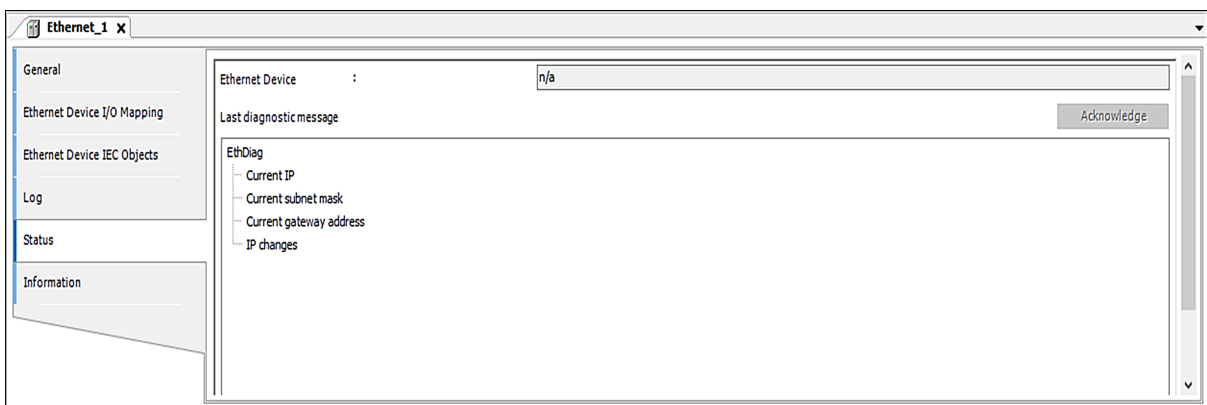 Ethernet_1 X
General
Ethernet Device I/O Mapping
Ethernet Device IEC Objects
Log
Status
Information
Ethernet Device : n/a
Last diagnostic message Acknowledge
EthDiag
Current IP
Current subnet mask
Current gateway address
IP changes